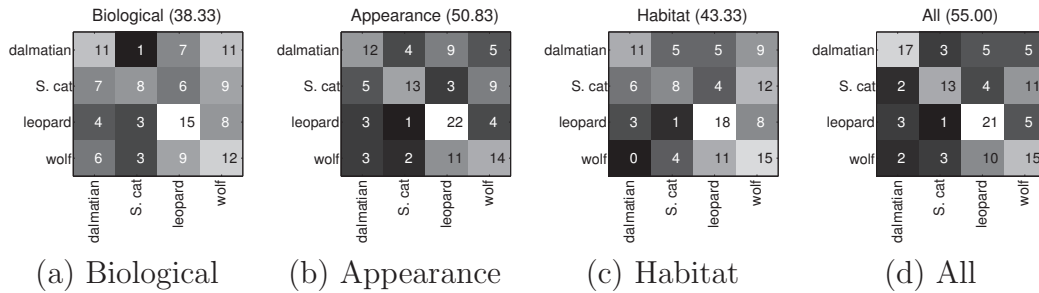 Biological (38.33) Appearance (50.83) Habitat (43.33) All (55.00)
dalmatian 11 1 7 11 dalmatian 12 4 9 5 dalmatian 11 5 5 9 dalmatian 17 3 5 5
S. cat 7 8 6 9 S. cat 5 13 3 9 S. cat 6 8 4 12 S. cat 2 13 4 11
leopard 4 3 15 8 leopard 3 1 22 4 leopard 3 1 18 8 leopard 3 1 21 5
wolf 6 3 9 12 wolf 3 2 11 14 wolf 0 4 11 15 wolf 2 3 10 15
dalmatian S. cat leopard wolf dalmatian S. cat leopard wolf dalmatian S. cat leopard wolf dalmatian S. cat leopard wolf
(a) Biological (b) Appearance (c) Habitat (d) All